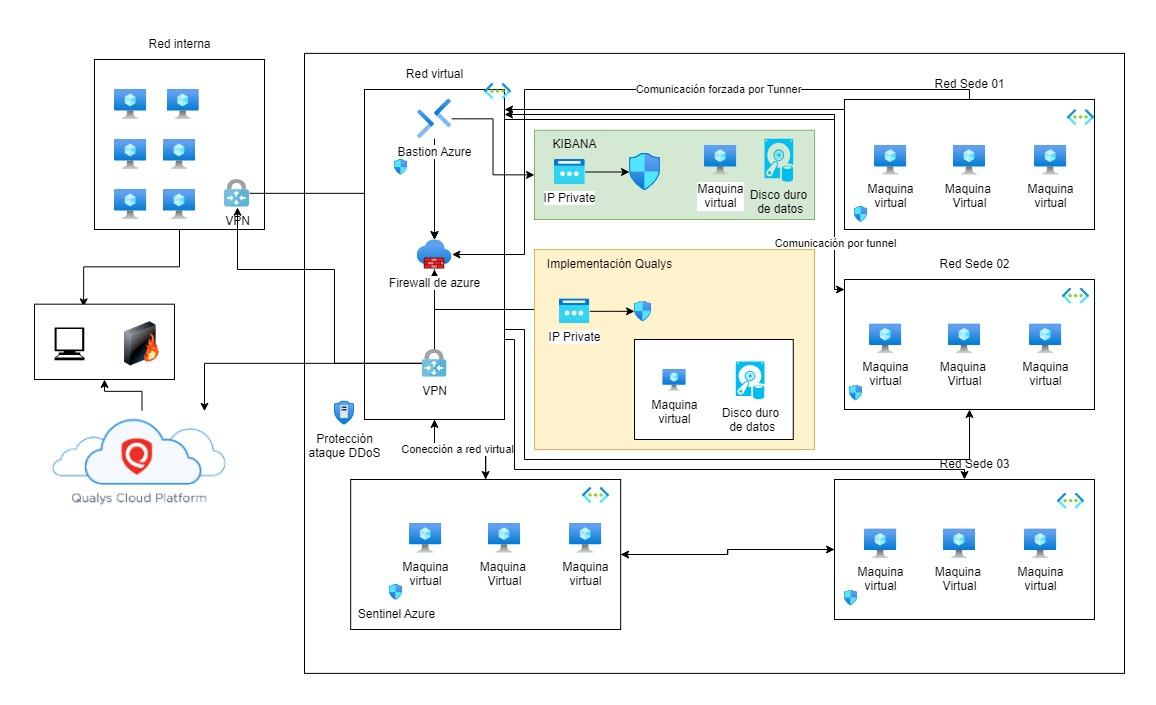 Red interna
VPN
Red virtual
Bastion Azure
Firewall de azure
VPN
Protección
ataque DDoS
Conección a red virtual
Comunicación forzada por Tunner
KIBANA
IP Private
Maquina
virtual
Disco duro
de datos
Comunicación por tunnel
Implementación Qualys
IP Private
Maquina
virtual
Disco duro
de datos
Red Sede 01
Maquina
virtual
Maquina
Virtual
Maquina
virtual
Red Sede 02
Maquina
virtual
Maquina
Virtual
Maquina
virtual
Red Sede 03
Maquina
virtual
Maquina
Virtual
Maquina
virtual
Maquina
virtual
Maquina
Virtual
Maquina
virtual
Sentinel Azure
Qualys Cloud Platform